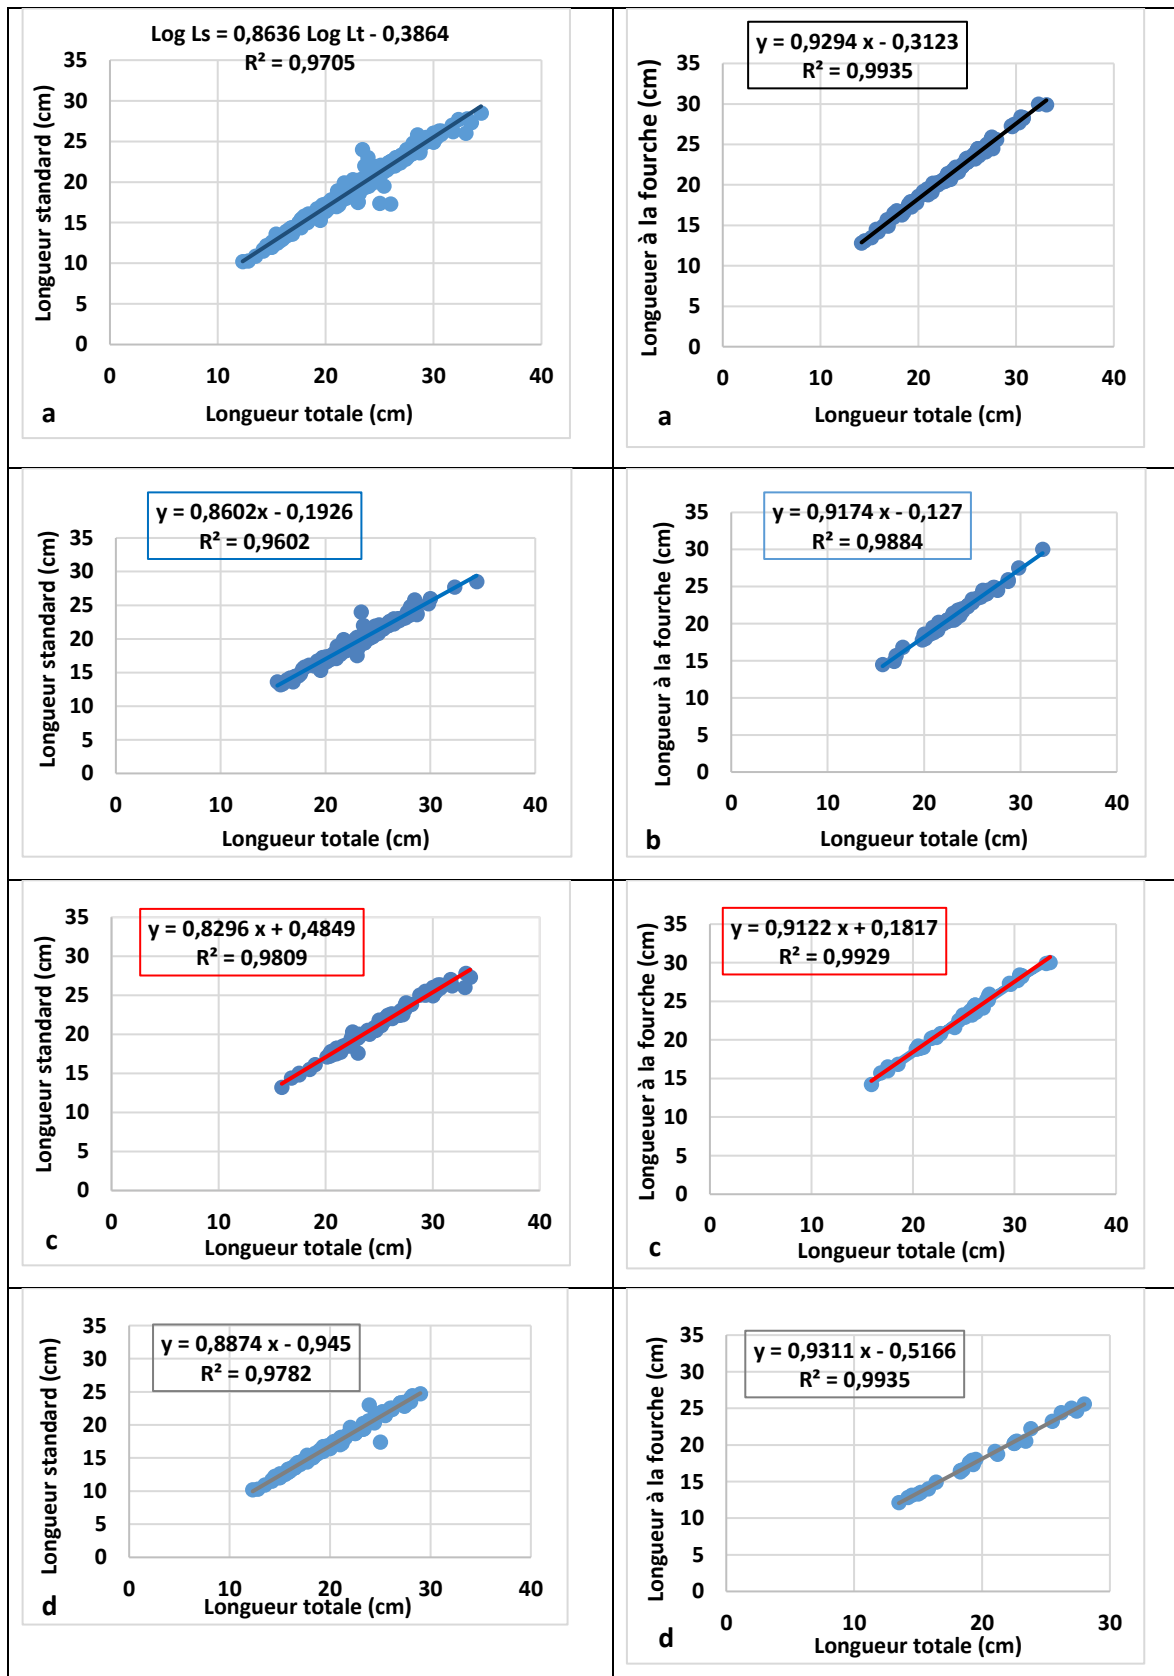 Log Ls = 0,8636 Log Lt - 0,3864
R² = 0,9705
35
30
25
20
15
10
5
0
0 10 20 30 40
Longueur standard (cm)
Longueur totale (cm)
a
y = 0,9294 x - 0,3123
R² = 0,9935
35
30
25
20
15
10
5
0
0 10 20 30 40
Longueuer à la fourche (cm)
Longueur totale (cm)
a
y = 0,8602x - 0,1926
R² = 0,9602
35
30
25
20
15
10
5
0
0 10 20 30 40
Longueur standard (cm)
Longueur totale (cm)
y = 0,9174 x - 0,127
R² = 0,9884
35
30
25
20
15
10
5
0
0 10 20 30 40
Longueur à la fourche (cm)
Longueur totale (cm)
b
y = 0,8296 x + 0,4849
R² = 0,9809
35
30
25
20
15
10
5
0
0 10 20 30 40
Longueur standard (cm)
Longueur totale (cm)
c
y = 0,9122 x + 0,1817
R² = 0,9929
35
30
25
20
15
10
5
0
0 10 20 30 40
Longueuer à la fourche (cm)
Longueur totale (cm)
c
y = 0,8874 x - 0,945
R² = 0,9782
35
30
25
20
15
10
5
0
0 10 20 30 40
Longueur standard (cm)
Longueur totale (cm)
d
y = 0,9311 x - 0,5166
R² = 0,9935
35
30
25
20
15
10
5
0
0 10 20 30
Longueur à la fourche (cm)
Longueur totale (cm)
d